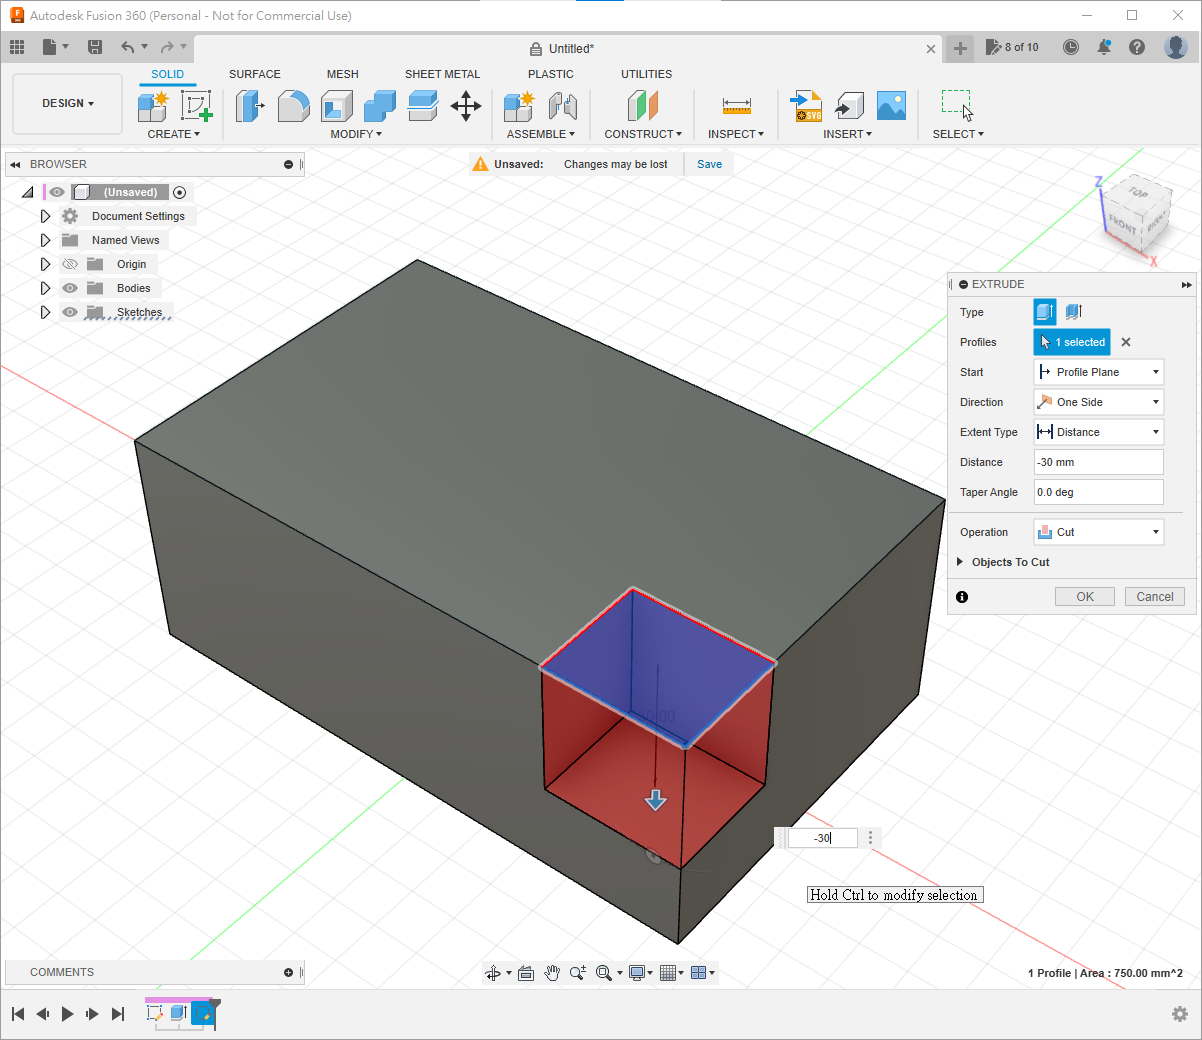 Autodesk Fusion 360 (Personal - Not for Commercial Use)
Untitled*
8 of 10
DESIGN
SOLID
SURFACE
MESH
SHEET METAL
PLASTIC
UTILITIES
CREATE
MODIFY
ASSEMBLE
CONSTRUCT
INSPECT
SVG
INSERT
SELECT
BROWSER
Unsaved: Changes may be lost Save
(Unsaved)
Document Settings
Named Views
Origin
Bodies
Sketches
Z
TOP
FRONT
RIGHT
X
EXTRUDE
Type
Profiles 1 selected
Start Profile Plane
Direction One Side
Extent Type Distance
Distance -30 mm
Taper Angle 0.0 deg
Operation Cut
Objects To Cut
OK Cancel
-30
Hold Ctrl to modify selection
COMMENTS
1 Profile | Area : 750.00 mm^2